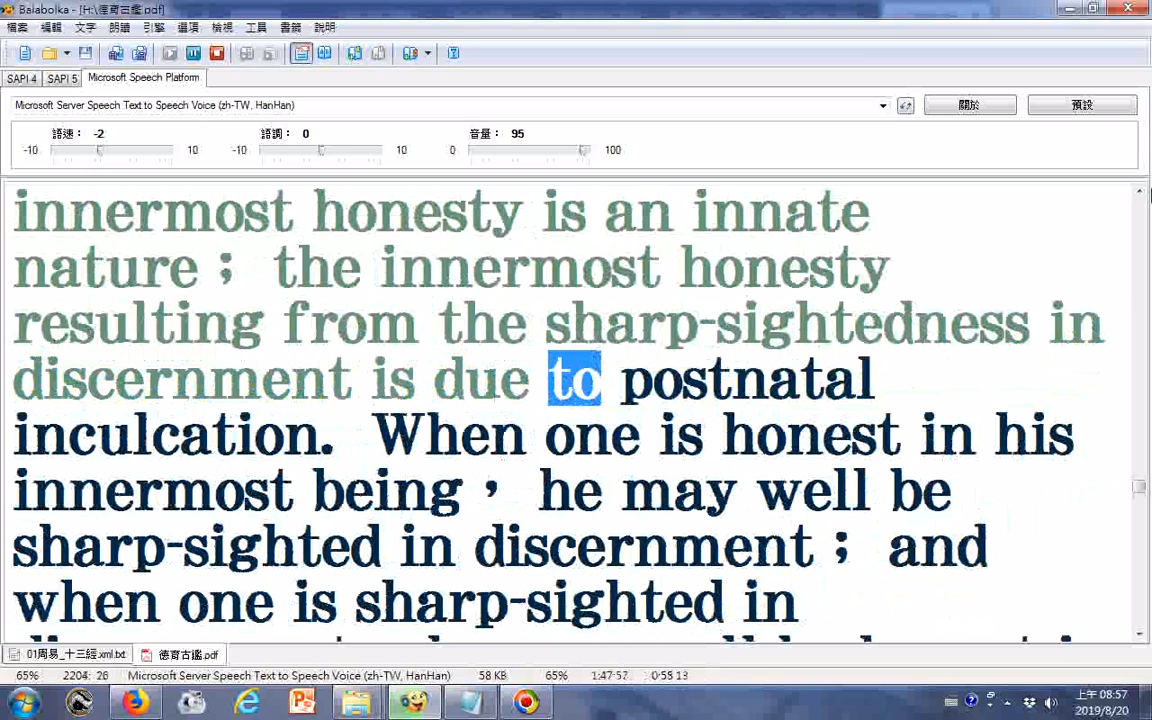 Balabolka - [H:\德育古鑑.pdf]
檔案 編輯 文字 朗讀 引擎 選項 檢視 工具 書籤 說明
SAPI 4 SAPI 5 Microsoft Speech Platform
Microsoft Server Speech Text to Speech Voice (zh-TW, HanHan) 關於 預設
語速： -2 語調： 0 音量： 95
-10 10 -10 10 0 100
innermost honesty is an innate
nature； the innermost honesty
resulting from the sharp-sightedness in
discernment is due to postnatal
inculcation. When one is honest in his
innermost being， he may well be
sharp-sighted in discernment； and
when one is sharp-sighted in
01周易_十三經.xml.txt 德育古鑑.pdf
65% 2204: 26 Microsoft Server Speech Text to Speech Voice (zh-TW, HanHan) 58 KB 65% 1:47:57 0:58:13
上午 08:57
2019/8/20